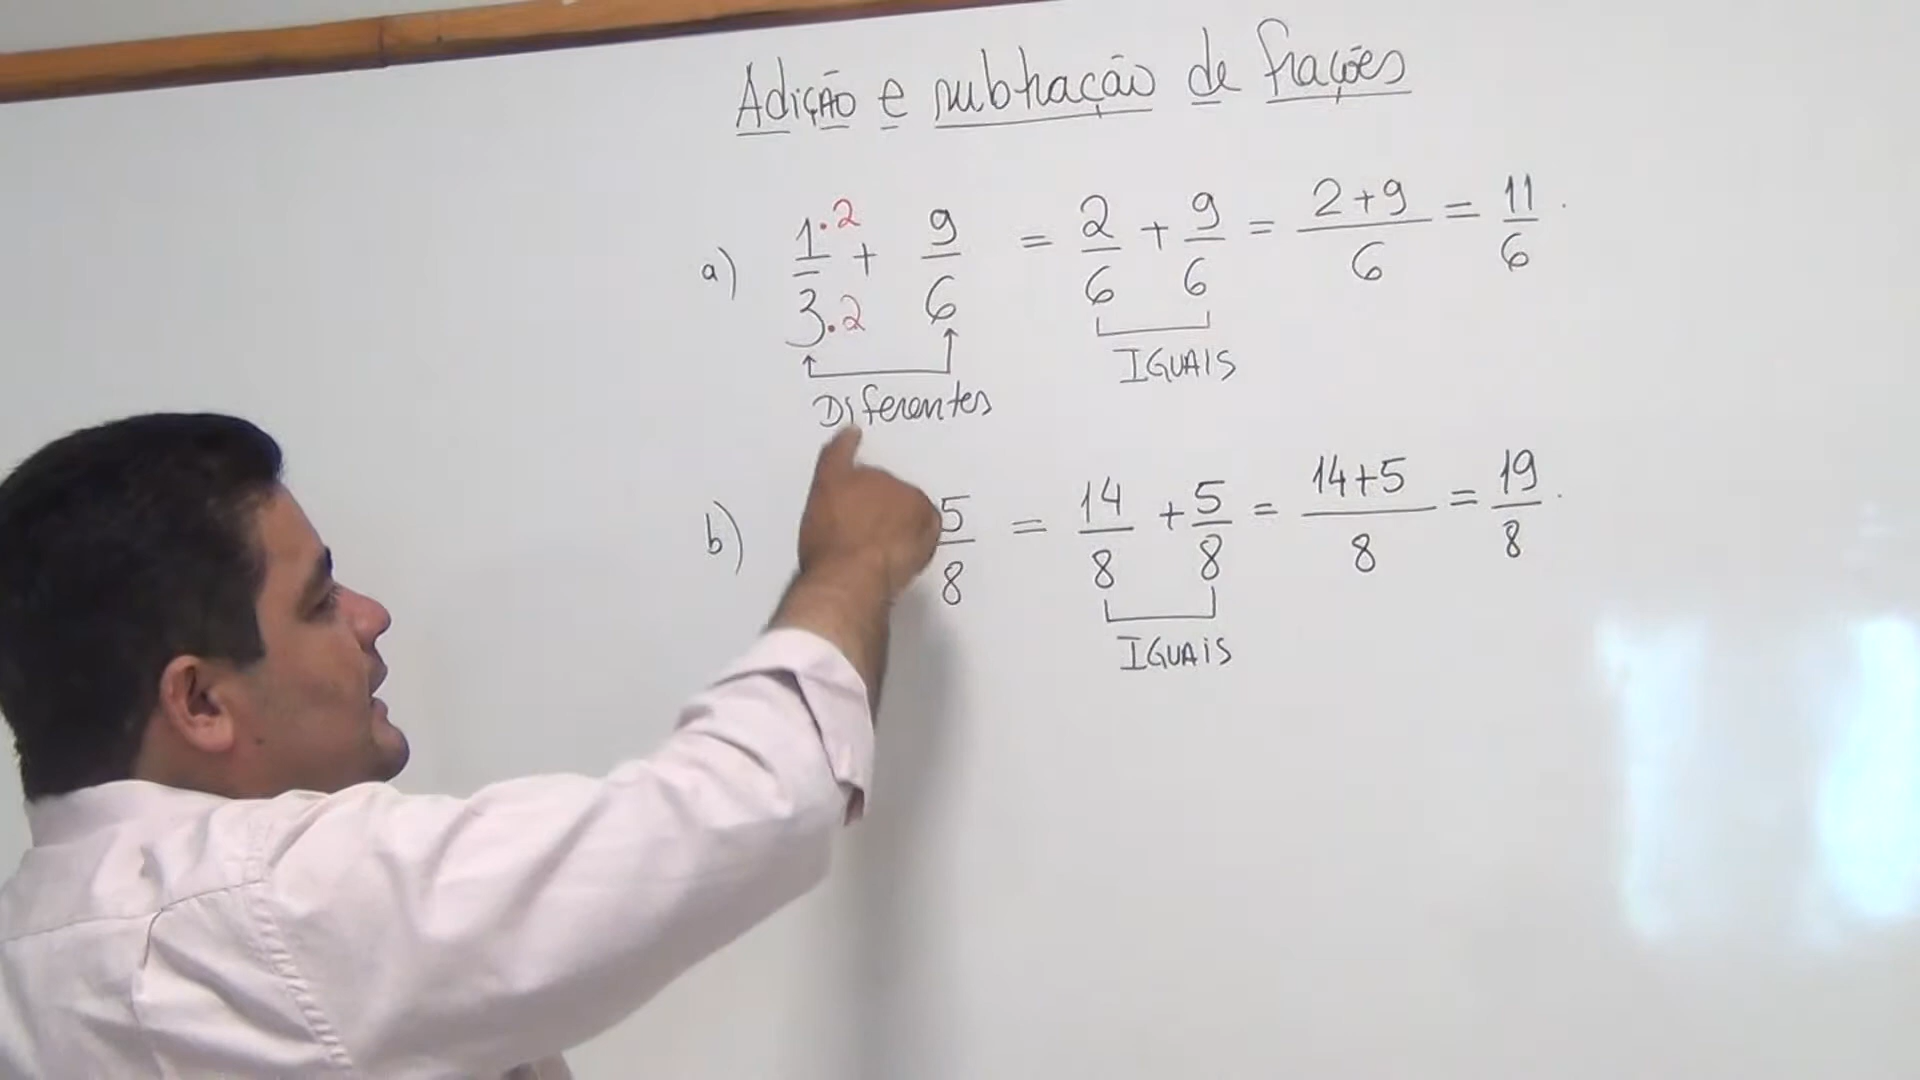 Adição e subtração de frações
a) 1·2/3·2 + 9/6 = 2/6 + 9/6 = 2+9/6 = 11/6.
Diferentes IGUAIS
b) 5/8 = 14/8 + 5/8 = 14+5/8 = 19/8.
IGUAIS